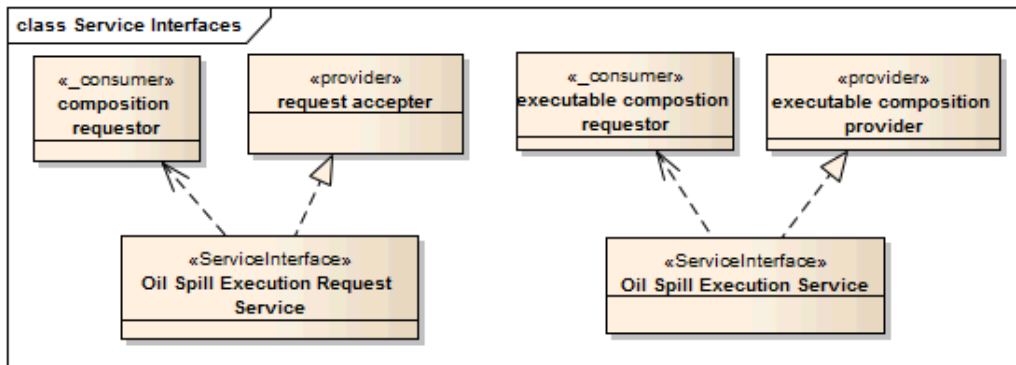 class Service Interfaces
«_consumer»
composition
requestor
«provider»
request accepter
«_consumer»
executable compostion
requestor
«provider»
executable composition
provider
«ServiceInterface»
Oil Spill Execution Request
Service
«ServiceInterface»
Oil Spill Execution Service